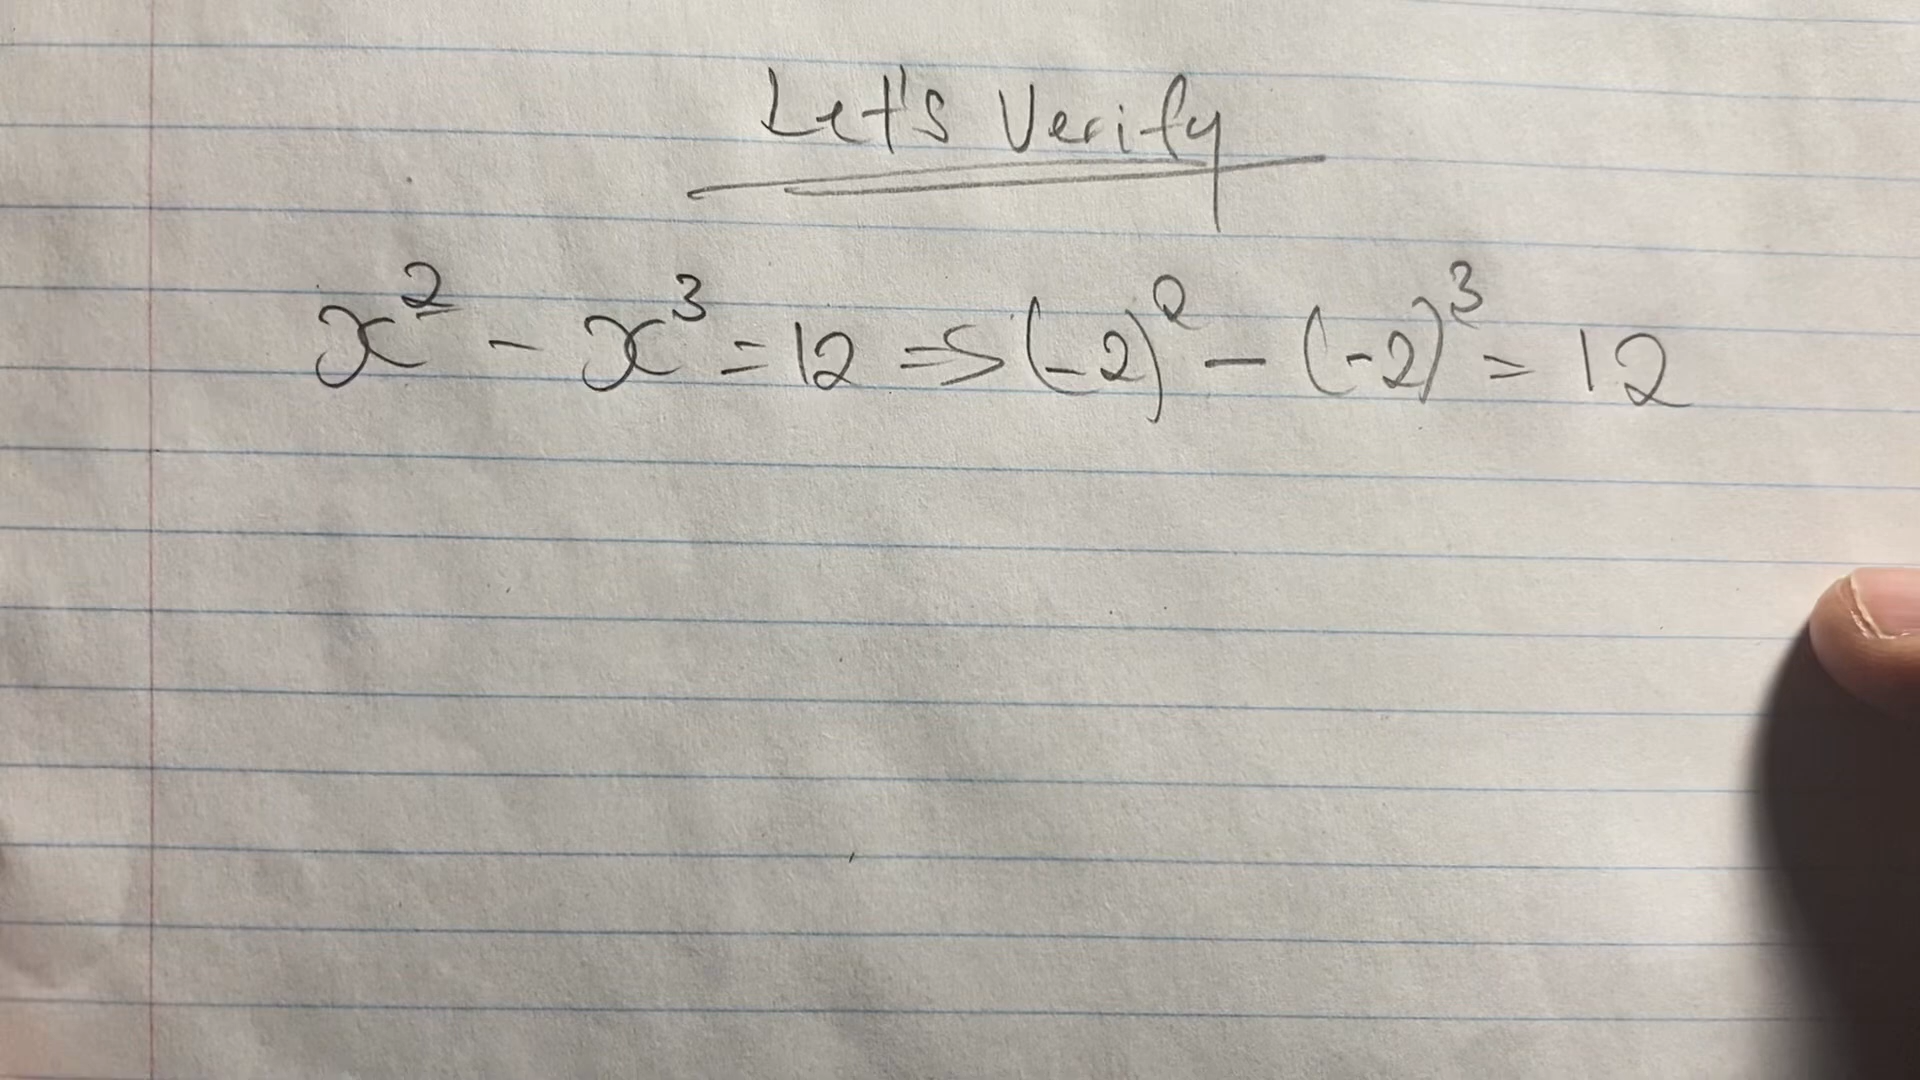 Let's Verify
x² - x³ = 12 => (-2)² - (-2)³ = 12